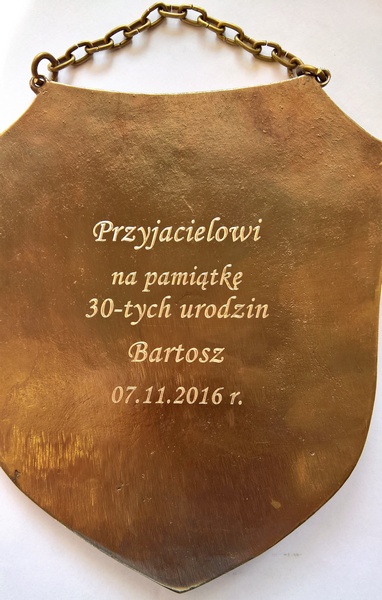 Przyjacielowi
na pamiątkę
30-tych urodzin
Bartosz
07.11.2016 r.